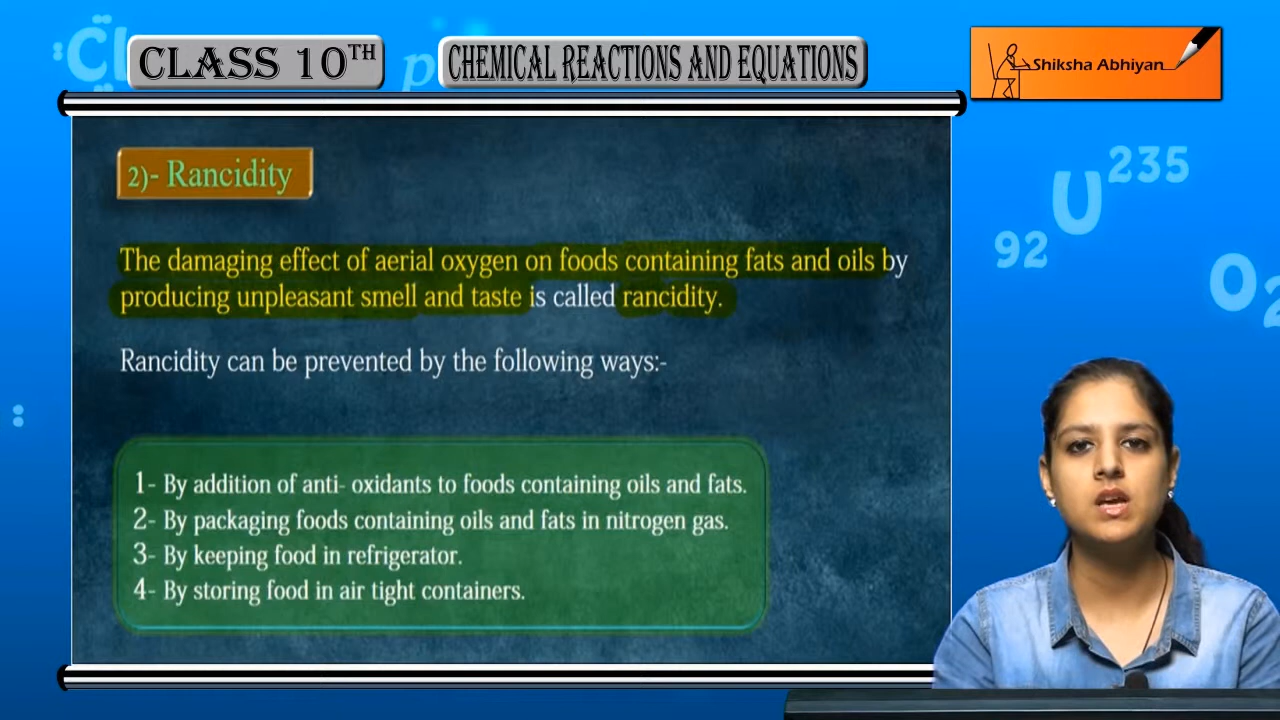 :Cl
CLASS 10TH
p
CHEMICAL REACTIONS AND EQUATIONS
Shiksha Abhiyan
2)- Rancidity
The damaging effect of aerial oxygen on foods containing fats and oils by
producing unpleasant smell and taste is called rancidity.
Rancidity can be prevented by the following ways:-
1- By addition of anti- oxidants to foods containing oils and fats.
2- By packaging foods containing oils and fats in nitrogen gas.
3- By keeping food in refrigerator.
4- By storing food in air tight containers.
92 U 235
O2
: